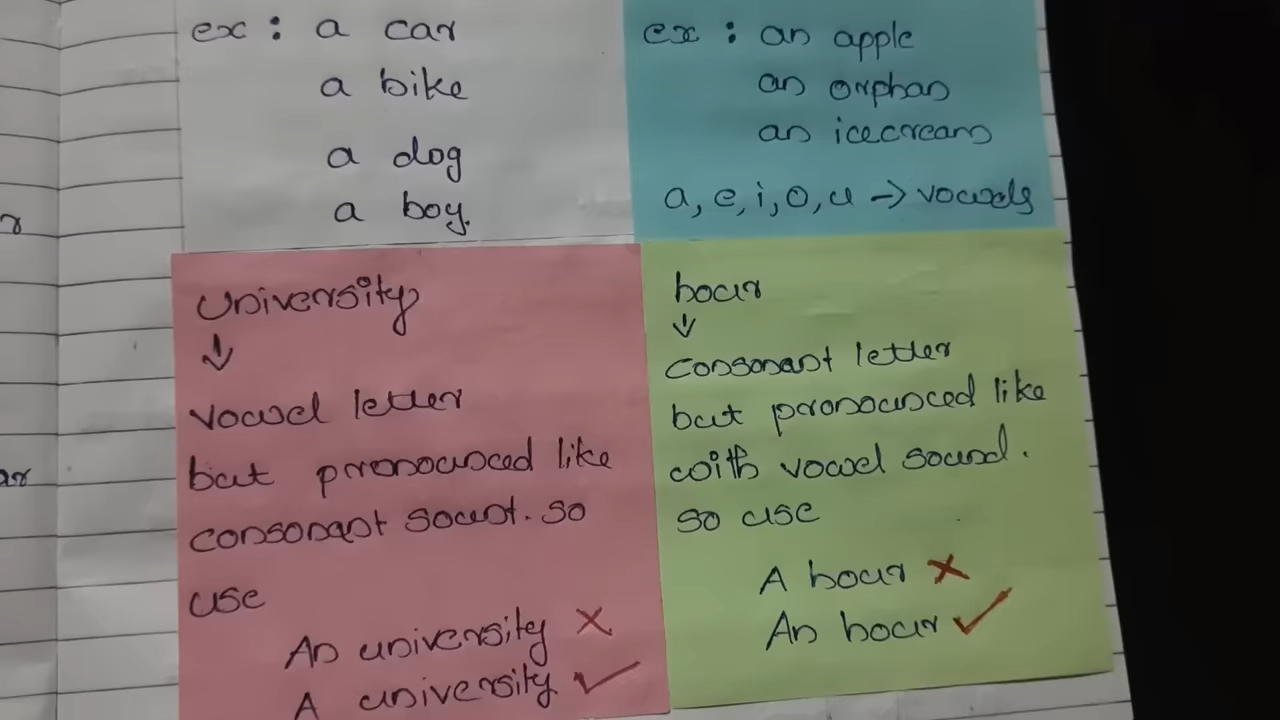 ex : a car
a bike
a dog
a boy.
ex : an apple
an orphan
an icecream
a, e, i, o, u → vowels
University
↓
vowel letter
but pronounced like
consonant sount. so
use
An university ✗
A university ✓
hour
↓
consonant letter
but pronounced like
with vowel sound.
so use
A hour ✗
An hour ✓